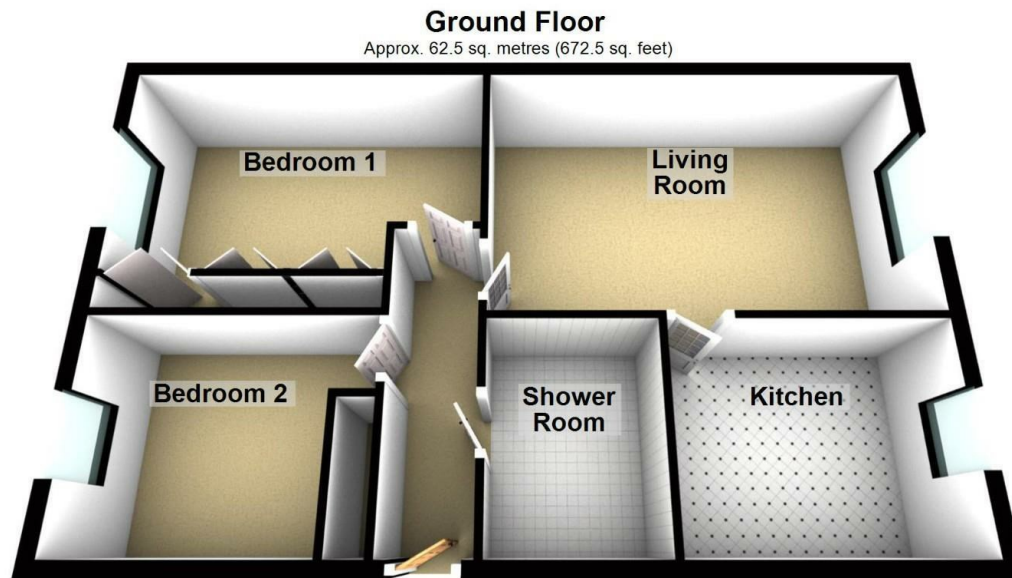 Ground Floor
Approx. 62.5 sq. metres (672.5 sq. feet)
Bedroom 1
Living
Room
Bedroom 2
Shower
Room
Kitchen